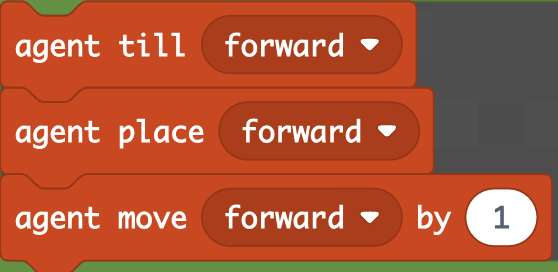 agent till forward
agent place forward
agent move forward by 1